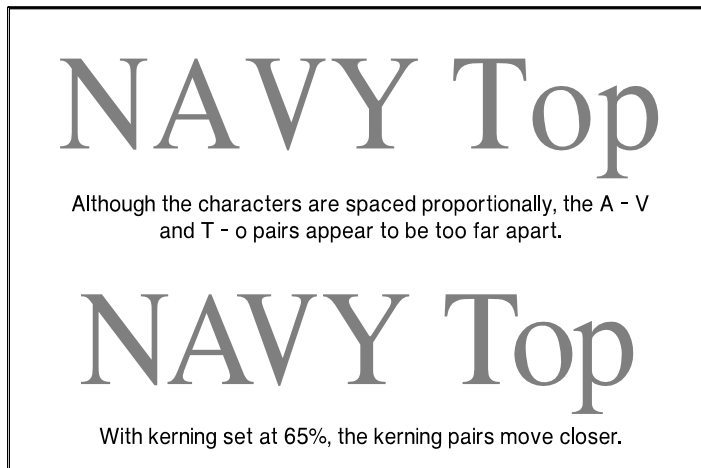 NAVY Top
Although the characters are spaced proportionally, the A - V
and T - o pairs appear to be too far apart.
NAVY Top
With kerning set at 65%, the kerning pairs move closer.